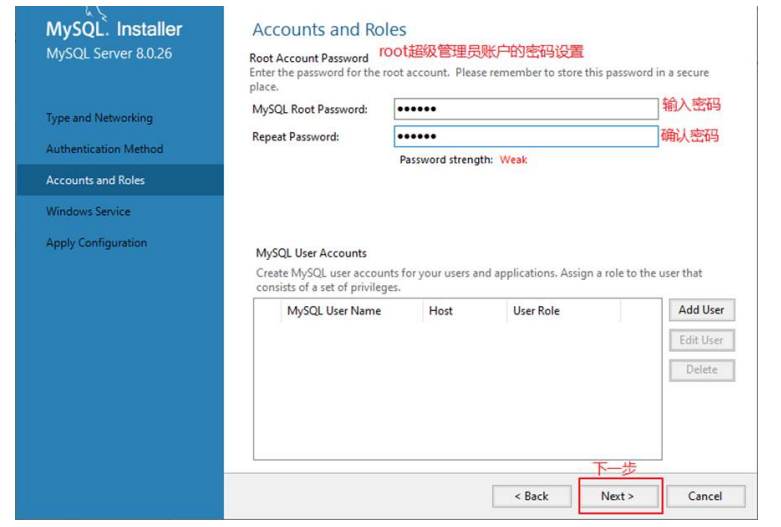 MySQL. Installer
MySQL Server 8.0.26
Type and Networking
Authentication Method
Accounts and Roles
Windows Service
Apply Configuration
Accounts and Roles
Root Account Password root超级管理员账户的密码设置
Enter the password for the root account. Please remember to store this password in a secure
place.
MySQL Root Password: ●●●●●● 输入密码
Repeat Password: ●●●●●● 确认密码
Password strength: Weak
MySQL User Accounts
Create MySQL user accounts for your users and applications. Assign a role to the user that
consists of a set of privileges.
MySQL User Name Host User Role
Add User
Edit User
Delete
下一步
< Back Next > Cancel